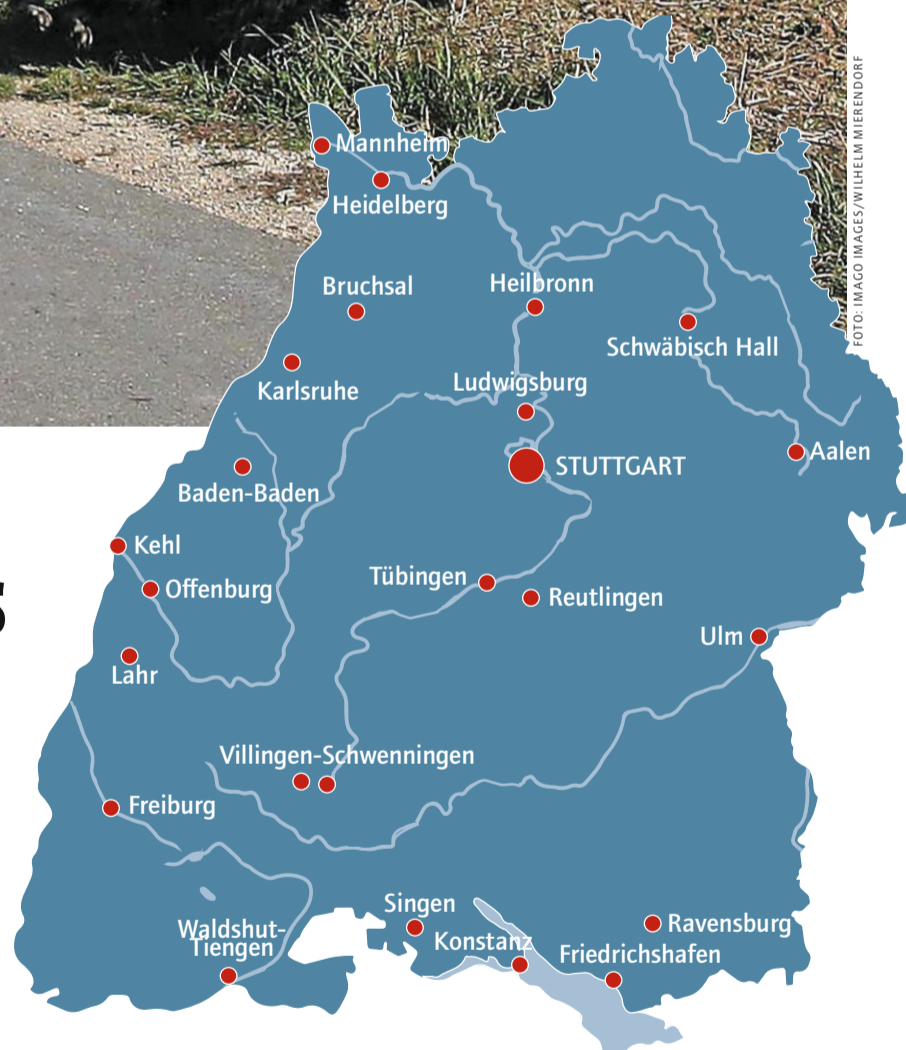 FOTO: IMAGO IMAGES/WILHELM MIERENDORF
Mannheim
Heidelberg
Bruchsal
Heilbronn
Schwäbisch Hall
Karlsruhe
Ludwigsburg
Aalen
STUTTGART
Baden-Baden
Kehl
Offenburg
Tübingen
Reutlingen
Ulm
Lahr
Villingen-Schwenningen
Freiburg
Singen
Ravensburg
Waldshut-
Tiengen
Konstanz
Friedrichshafen